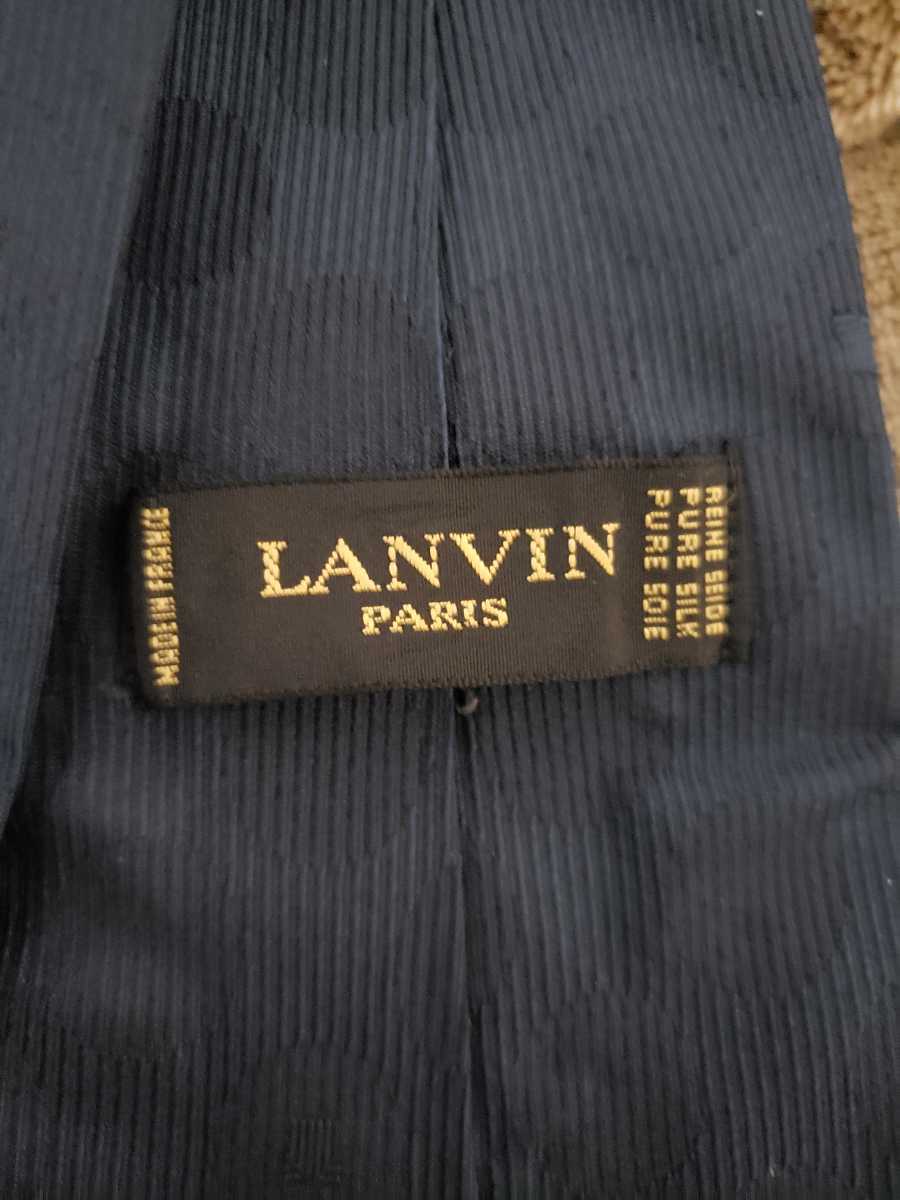 MADE IN FRANCE
LANVIN
PARIS
REINE SEIDE
PURE SILK
PURE SOIE